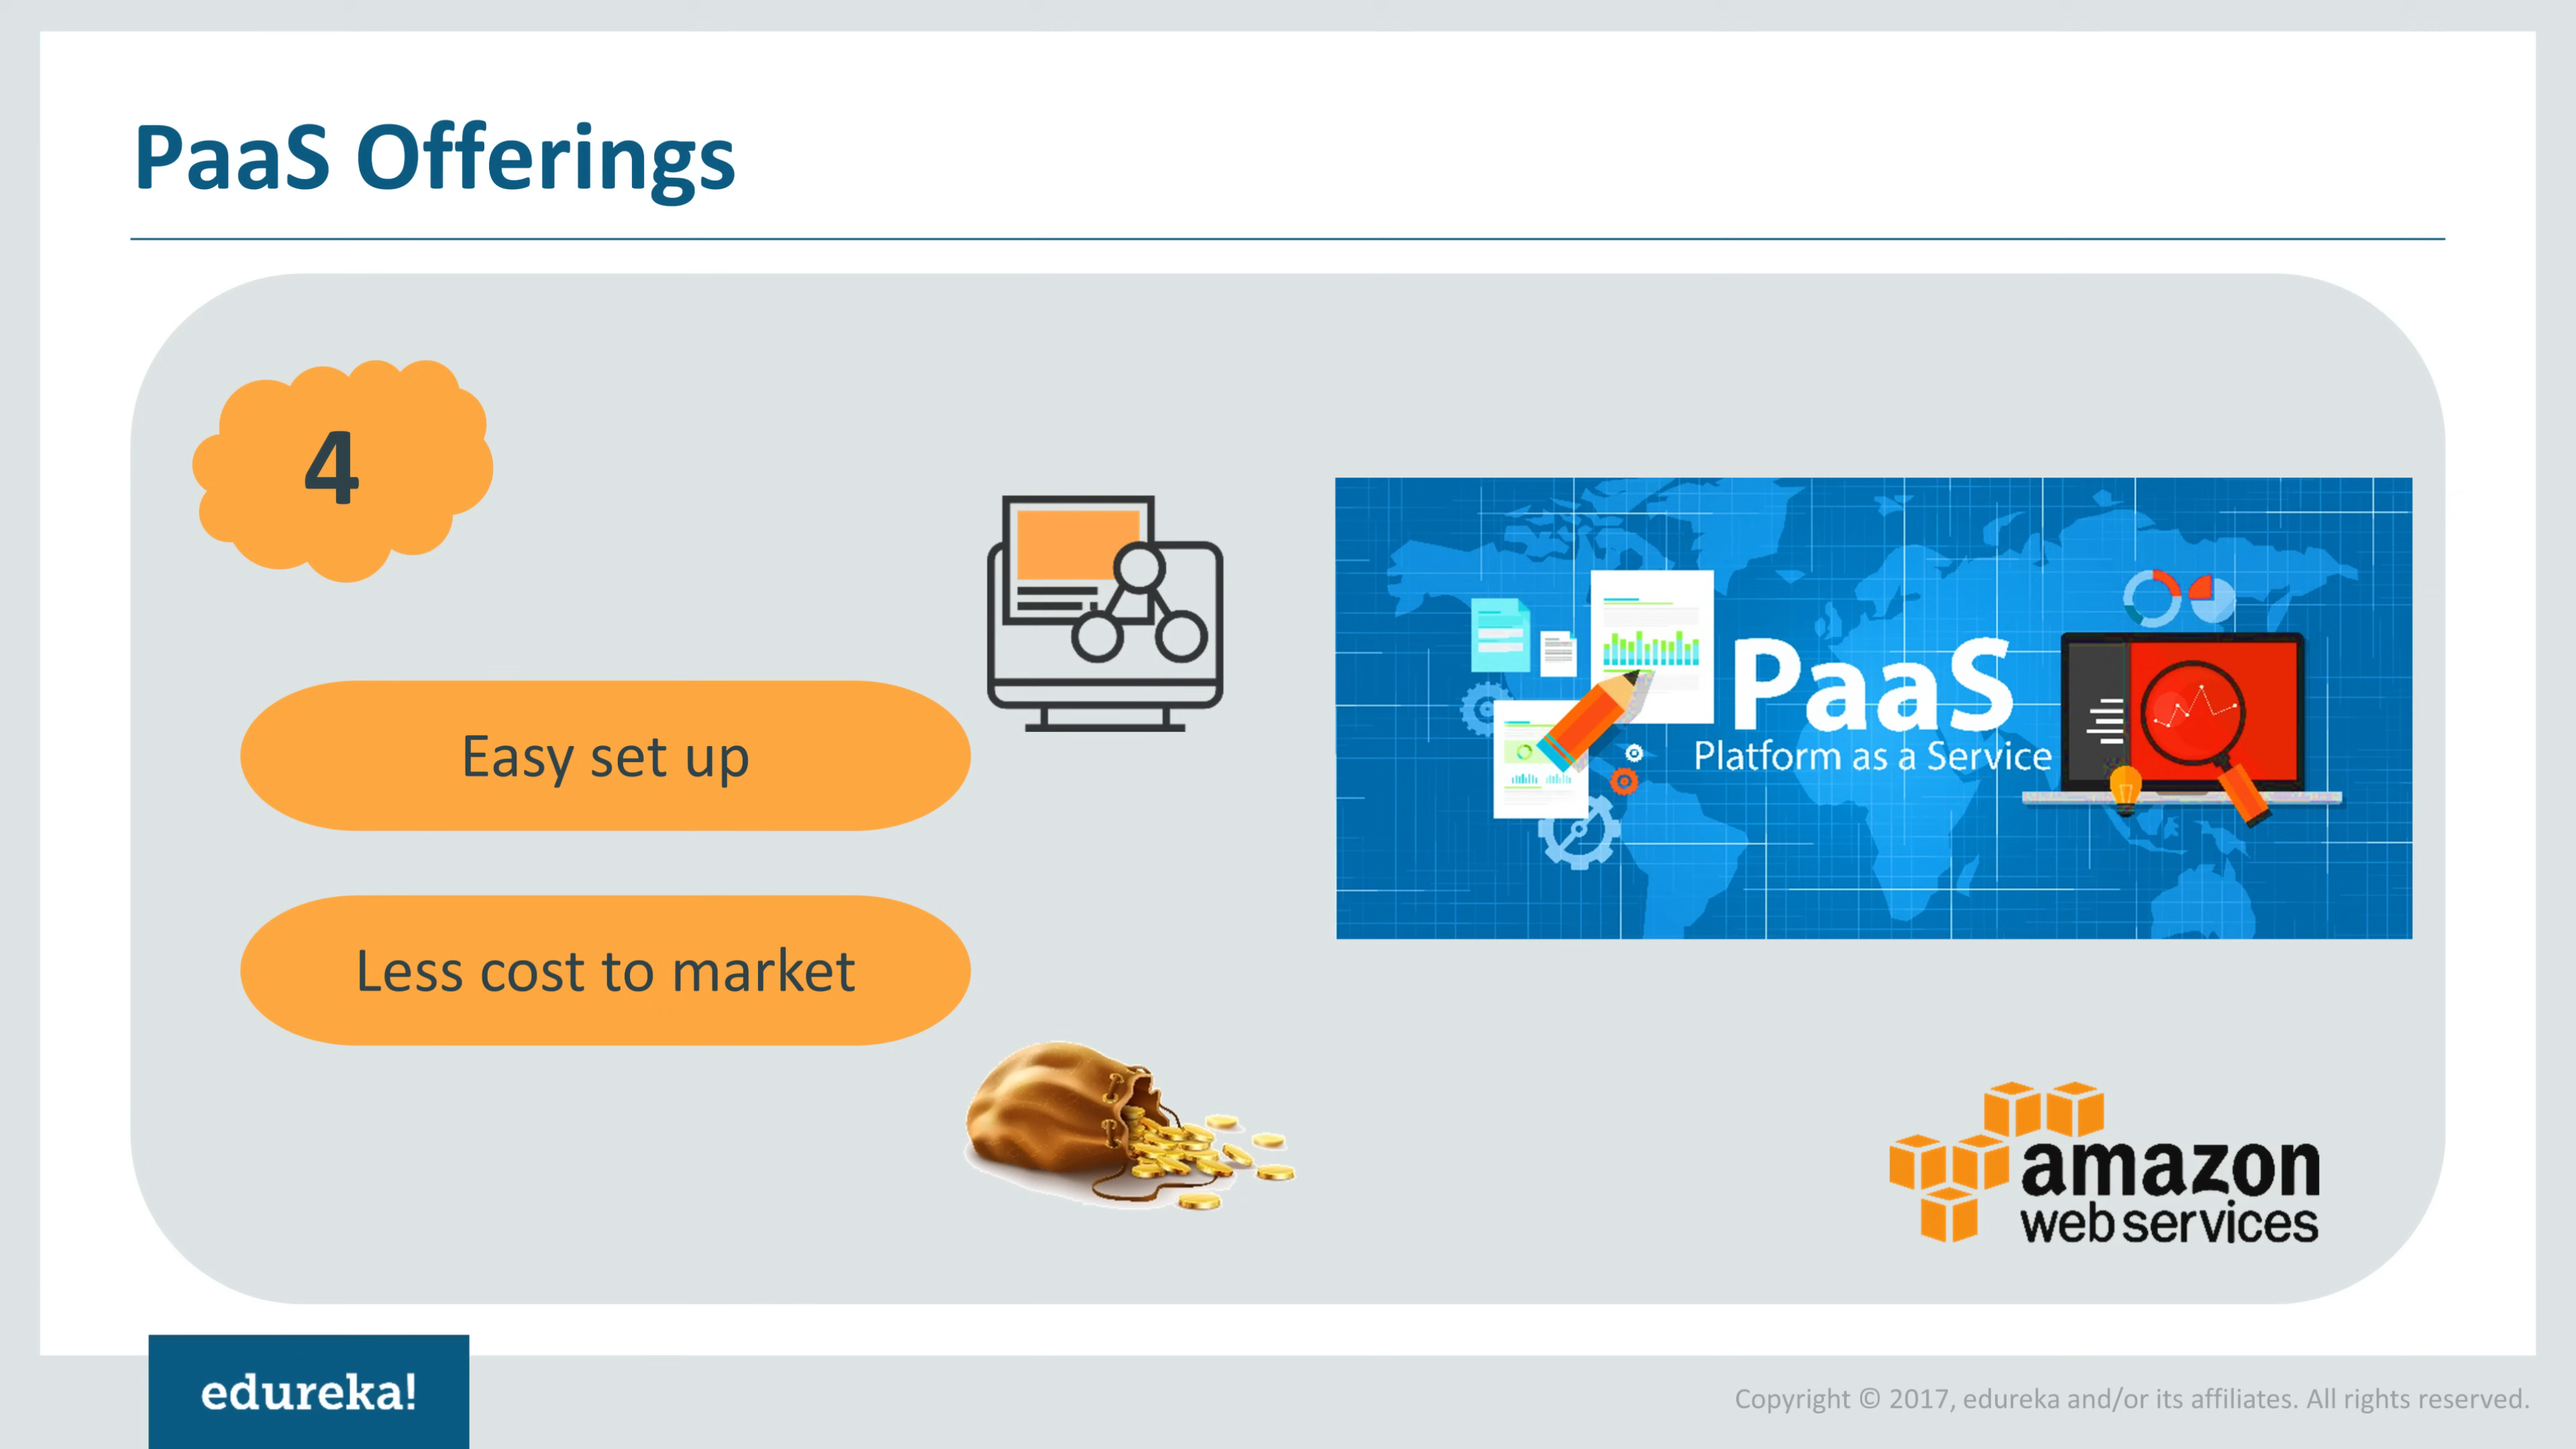 PaaS Offerings
4
Easy set up
Less cost to market
PaaS
Platform as a Service
amazon
web services
edureka!
Copyright © 2017, edureka and/or its affiliates. All rights reserved.